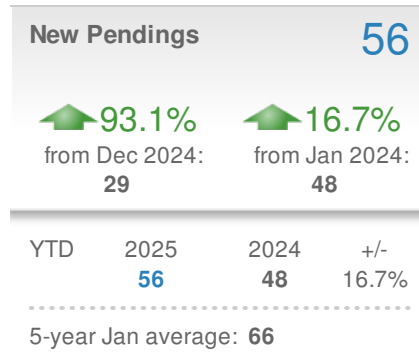 New Pendings 56
93.1% 16.7%
from Dec 2024: from Jan 2024:
29 48
YTD 2025 2024 +/-
56 48 16.7%
5-year Jan average: 66